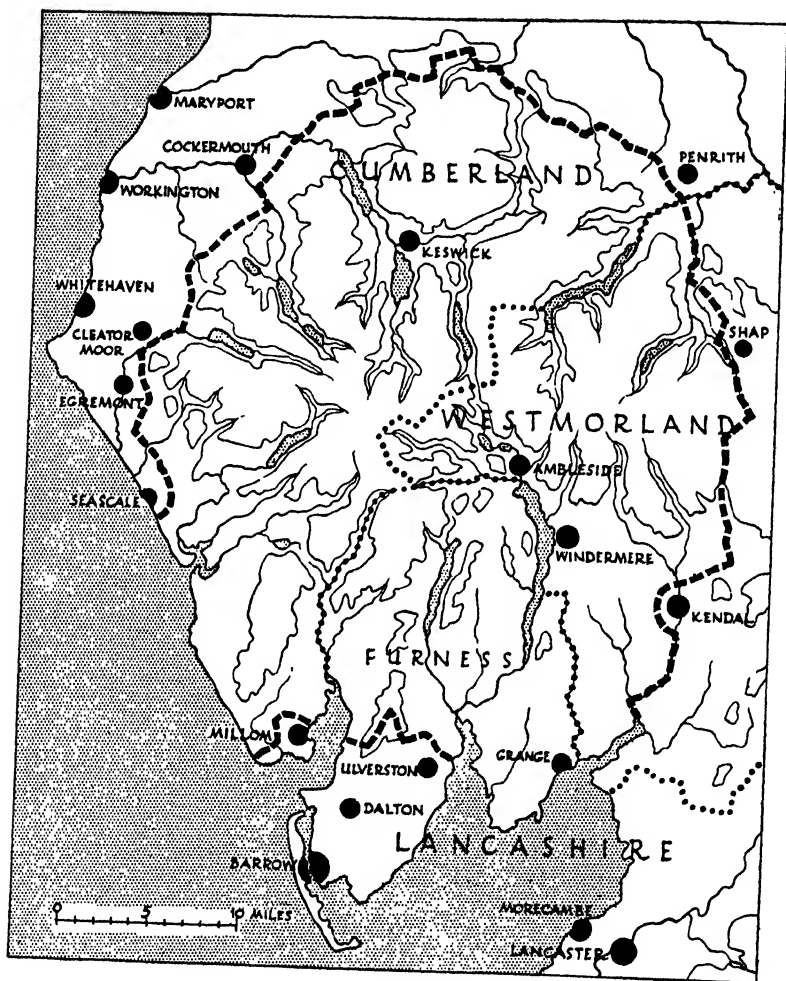 MARYPORT
COCKERMOUTH
CUMBERLAND
PENRITH
WORKINGTON
KESWICK
WHITEHAVEN
CLEATOR
MOOR
SHAP
EGREMONT
WESTMORLAND
AMBLESIDE
SEASCALE
WINDERMERE
KENDAL
FURNESS
MILLOM
ULVERSTON
GRANGE
DALTON
LANCASHIRE
BARROW
0 5 10 MILES
MORECAMBE
LANCASTER